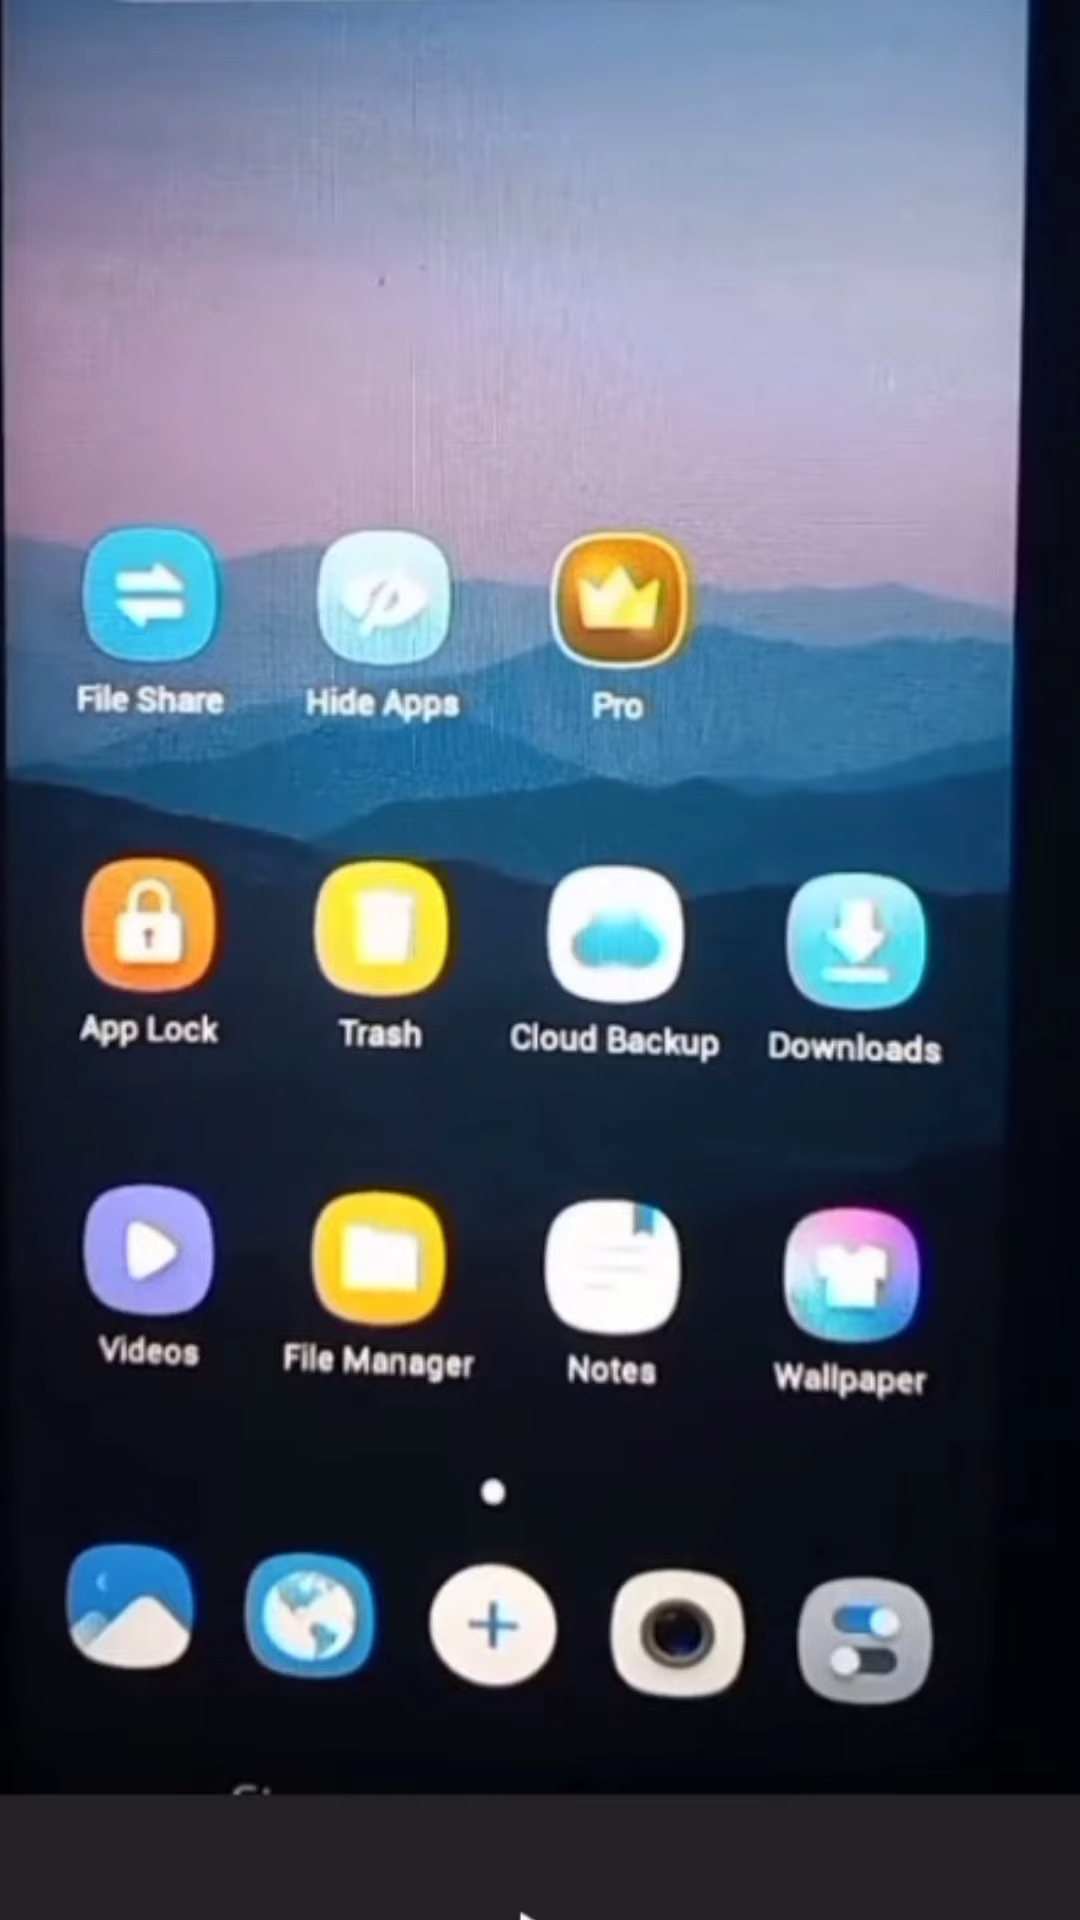 File Share Hide Apps Pro
App Lock Trash Cloud Backup Downloads
Videos File Manager Notes Wallpaper